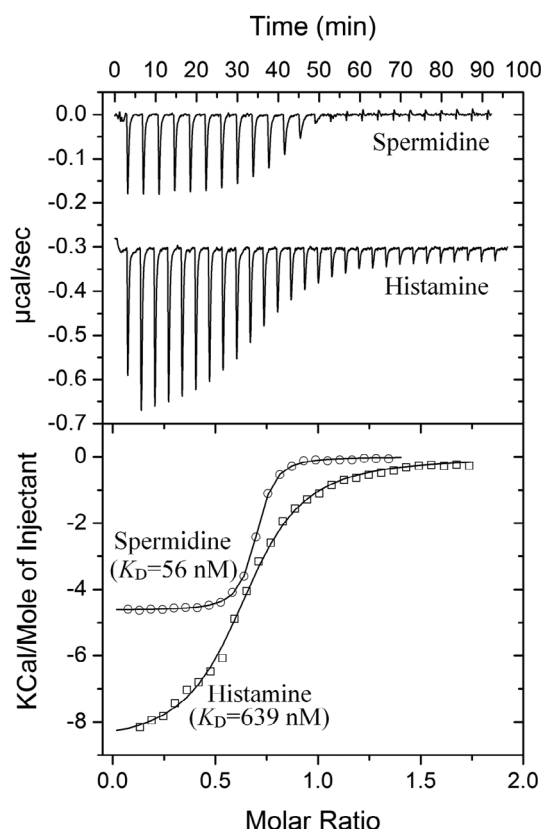 Time (min)
0 10 20 30 40 50 60 70 80 90 100
0.0
-0.1
-0.2
-0.3
-0.4
-0.5
-0.6
-0.7
µcal/sec
Spermidine
Histamine
0
-2
-4
-6
-8
KCal/Mole of Injectant
Spermidine
(KD=56 nM)
Histamine
(KD=639 nM)
0.0 0.5 1.0 1.5 2.0
Molar Ratio